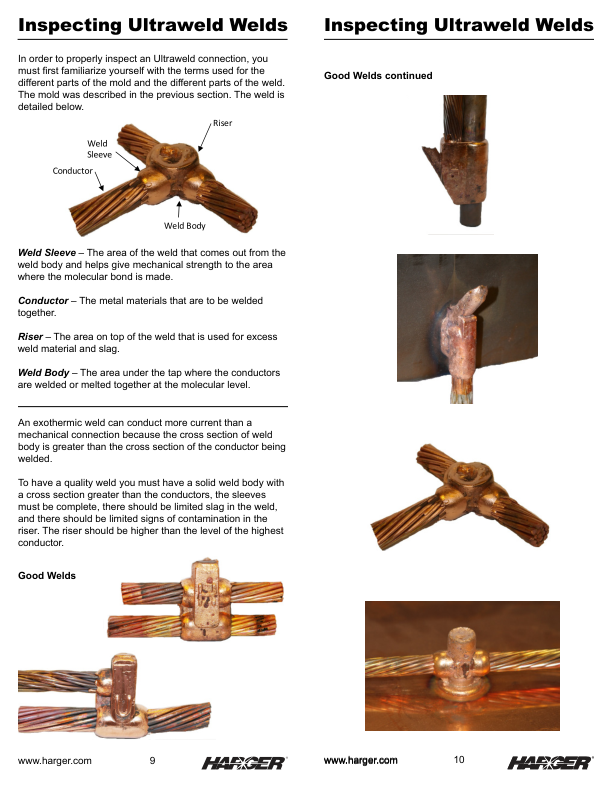 Inspecting Ultraweld Welds
In order to properly inspect an Ultraweld connection, you
must first familiarize yourself with the terms used for the
different parts of the mold and the different parts of the weld.
The mold was described in the previous section. The weld is
detailed below.
Riser
Weld
Sleeve
Conductor
Weld Body
Weld Sleeve – The area of the weld that comes out from the
weld body and helps give mechanical strength to the area
where the molecular bond is made.
Conductor – The metal materials that are to be welded
together.
Riser – The area on top of the weld that is used for excess
weld material and slag.
Weld Body – The area under the tap where the conductors
are welded or melted together at the molecular level.
An exothermic weld can conduct more current than a
mechanical connection because the cross section of weld
body is greater than the cross section of the conductor being
welded.
To have a quality weld you must have a solid weld body with
a cross section greater than the conductors, the sleeves
must be complete, there should be limited slag in the weld,
and there should be limited signs of contamination in the
riser. The riser should be higher than the level of the highest
conductor.
Good Welds
www.harger.com
9
HARGER
Inspecting Ultraweld Welds
Good Welds continued
www.harger.com
10
HARGER